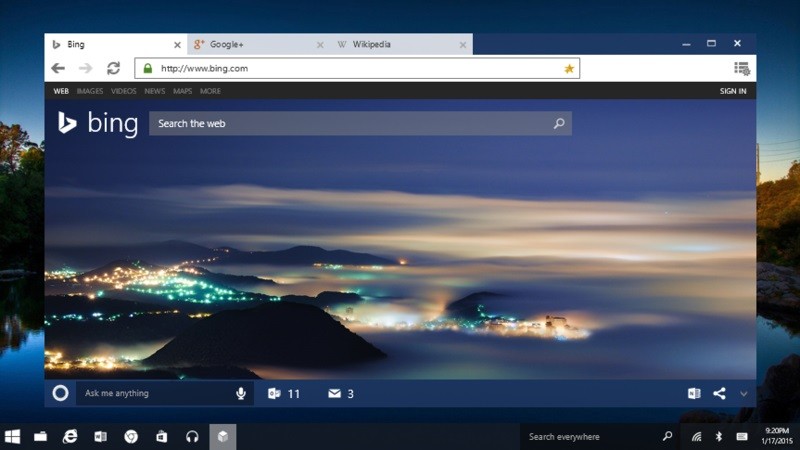 Bing
Google+
Wikipedia
http://www.bing.com
WEB IMAGES VIDEOS NEWS MAPS MORE
SIGN IN
bing
Search the web
Ask me anything
11
3
Search everywhere
9:20PM
1/17/2015